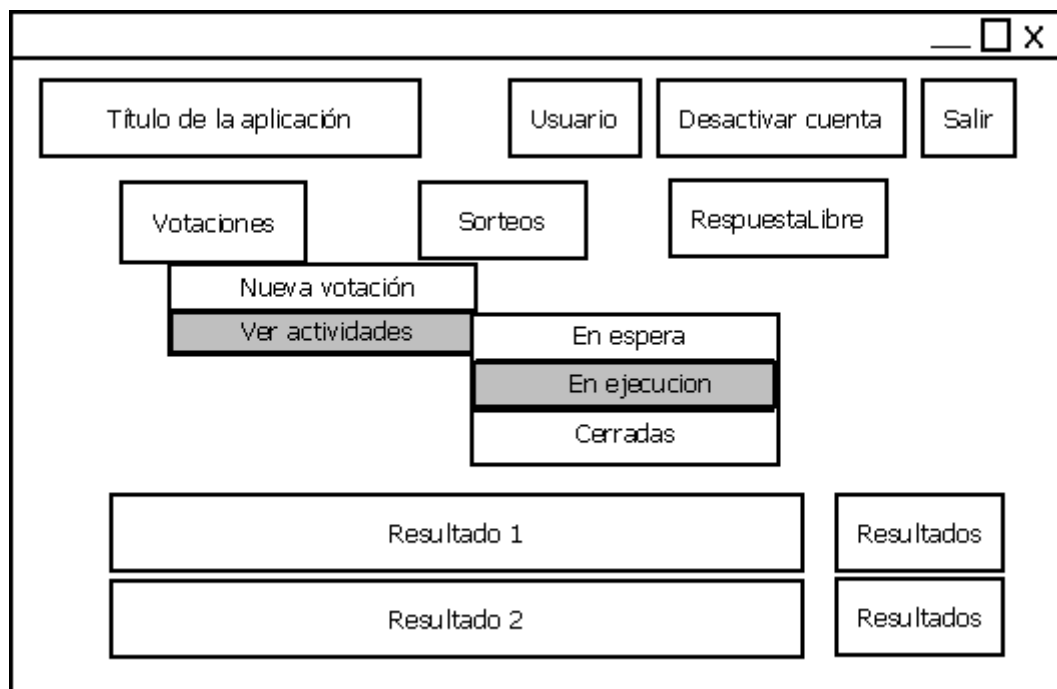 X
Título de la aplicación
Usuario
Desactivar cuenta
Salir
Votaciones
Sorteos
RespuestaLibre
Nueva votación
Ver actividades
En espera
En ejecucion
Cerradas
Resultado 1
Resultados
Resultado 2
Resultados